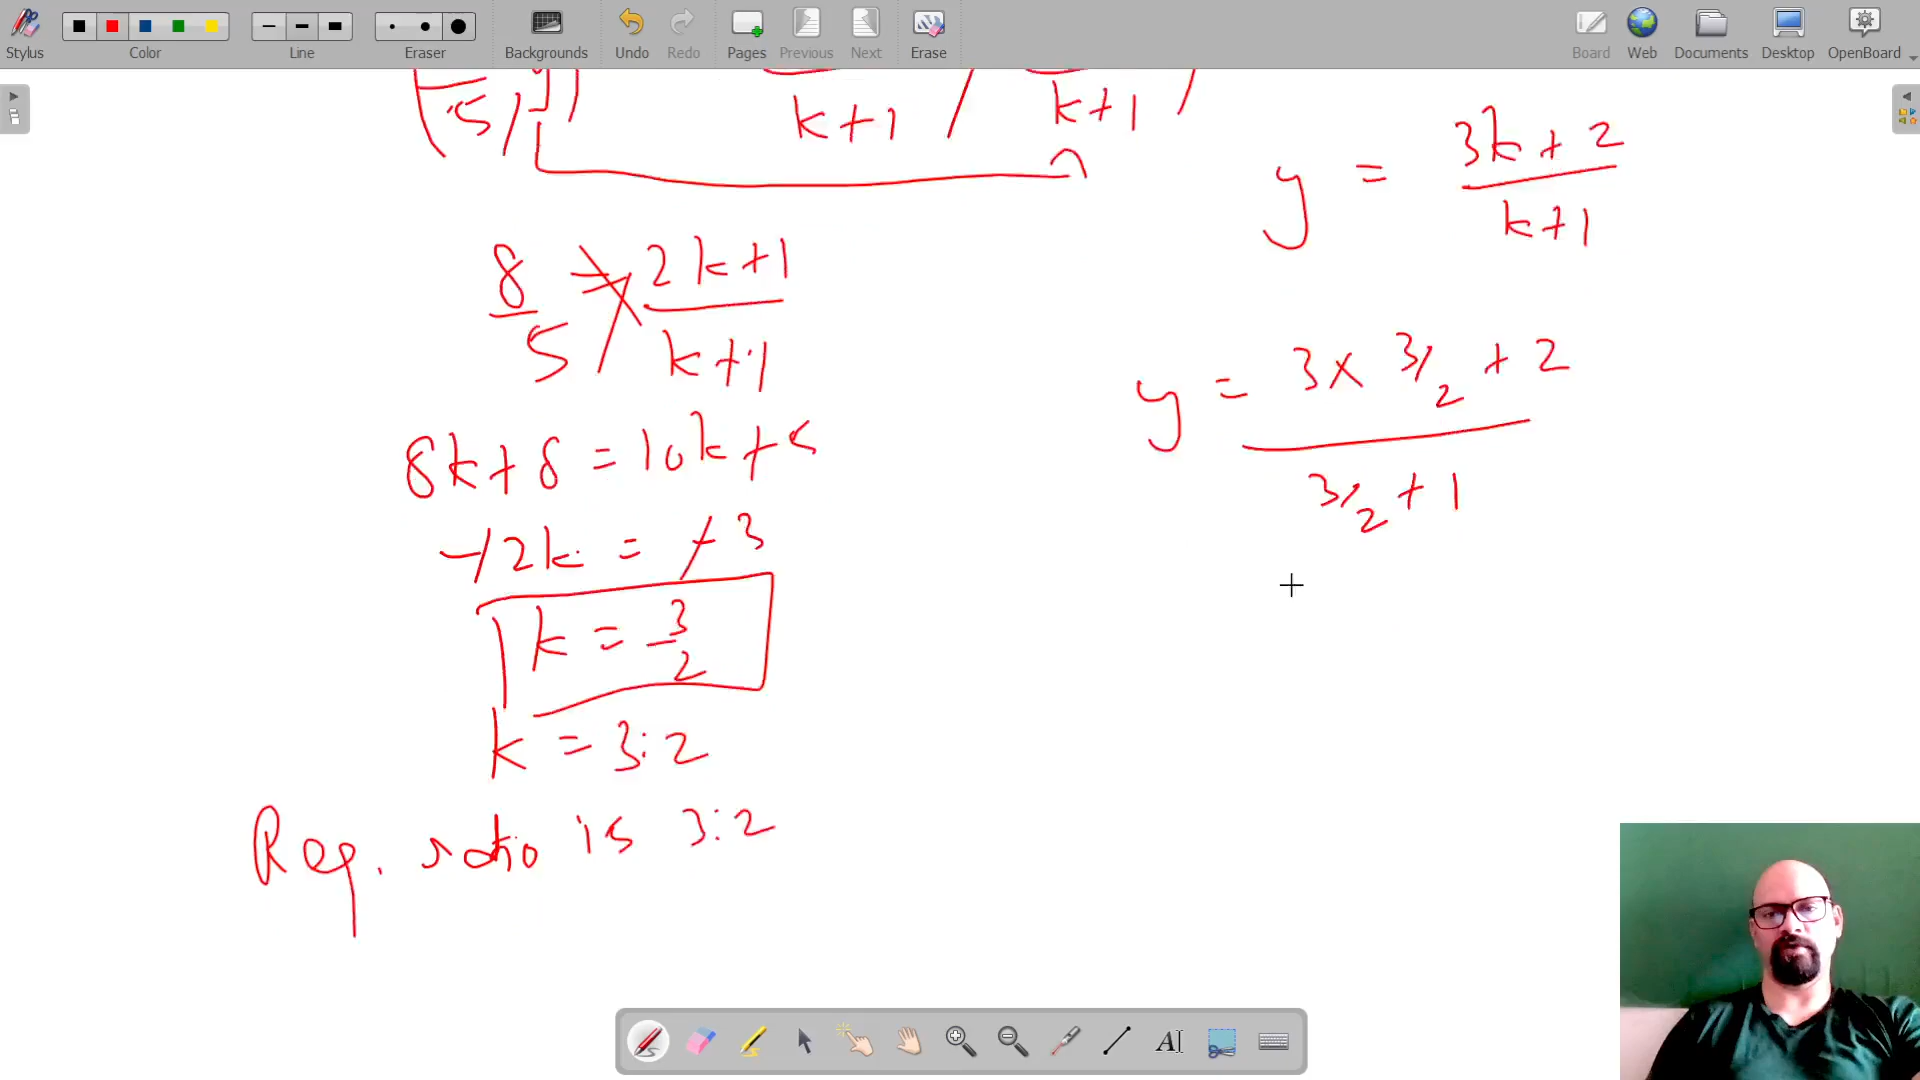 Stylus Color Line Eraser Backgrounds Undo Redo Pages Previous Next Erase Board Web Documents Desktop OpenBoard
5, y) k+1 , k+1
y = 3k+2 / k+1
8/5 = 2k+1 / k+1
y = 3x 3/2 + 2 / 3/2 + 1
8k+8 = 10k+5
-2k = -3
k = 3/2
k = 3:2
Req. ratio is 3:2